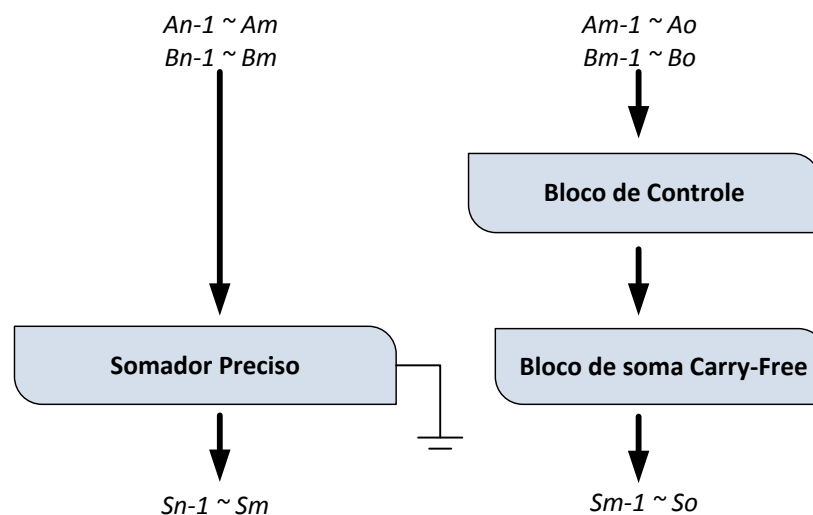 An-1 ~ Am
Bn-1 ~ Bm
Am-1 ~ Ao
Bm-1 ~ Bo
Bloco de Controle
Somador Preciso
Bloco de soma Carry-Free
Sn-1 ~ Sm
Sm-1 ~ So